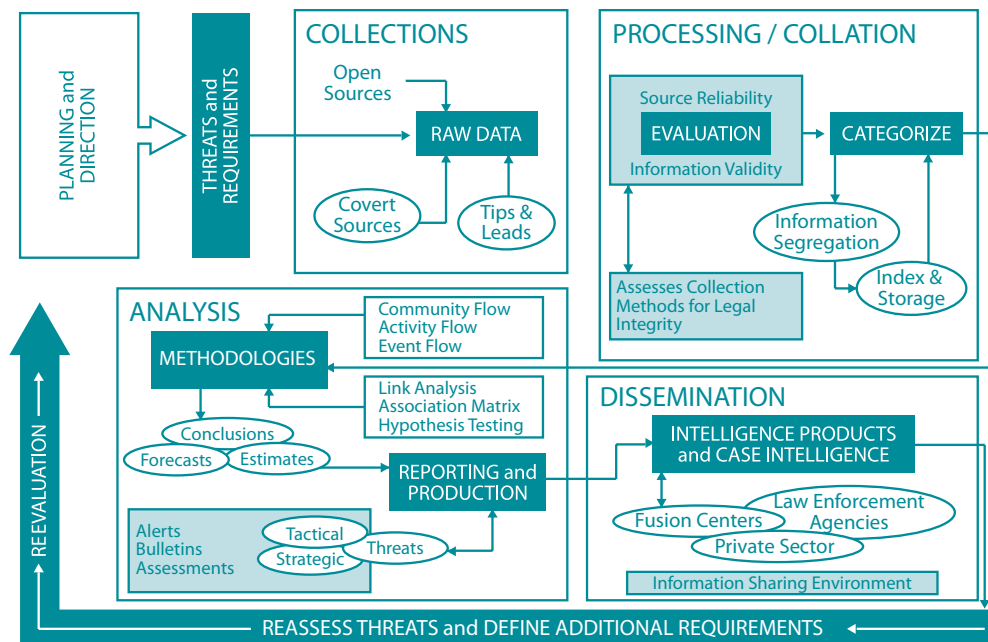 PLANNING and
DIRECTION
THREATS and
REQUIREMENTS
COLLECTIONS
Open
Sources
RAW DATA
Covert
Sources
Tips &
Leads
PROCESSING / COLLATION
Source Reliability
EVALUATION
Information Validity
CATEGORIZE
Information
Segregation
Index &
Storage
Assesses Collection
Methods for Legal
Integrity
ANALYSIS
Community Flow
Activity Flow
Event Flow
METHODOLOGIES
Link Analysis
Association Matrix
Hypothesis Testing
Conclusions
Forecasts
Estimates
REPORTING and
PRODUCTION
Alerts
Bulletins
Assessments
Tactical
Strategic
Threats
DISSEMINATION
INTELLIGENCE PRODUCTS
and CASE INTELLIGENCE
Fusion Centers
Law Enforcement
Agencies
Private Sector
Information Sharing Environment
REEVALUATION
REASSESS THREATS and DEFINE ADDITIONAL REQUIREMENTS